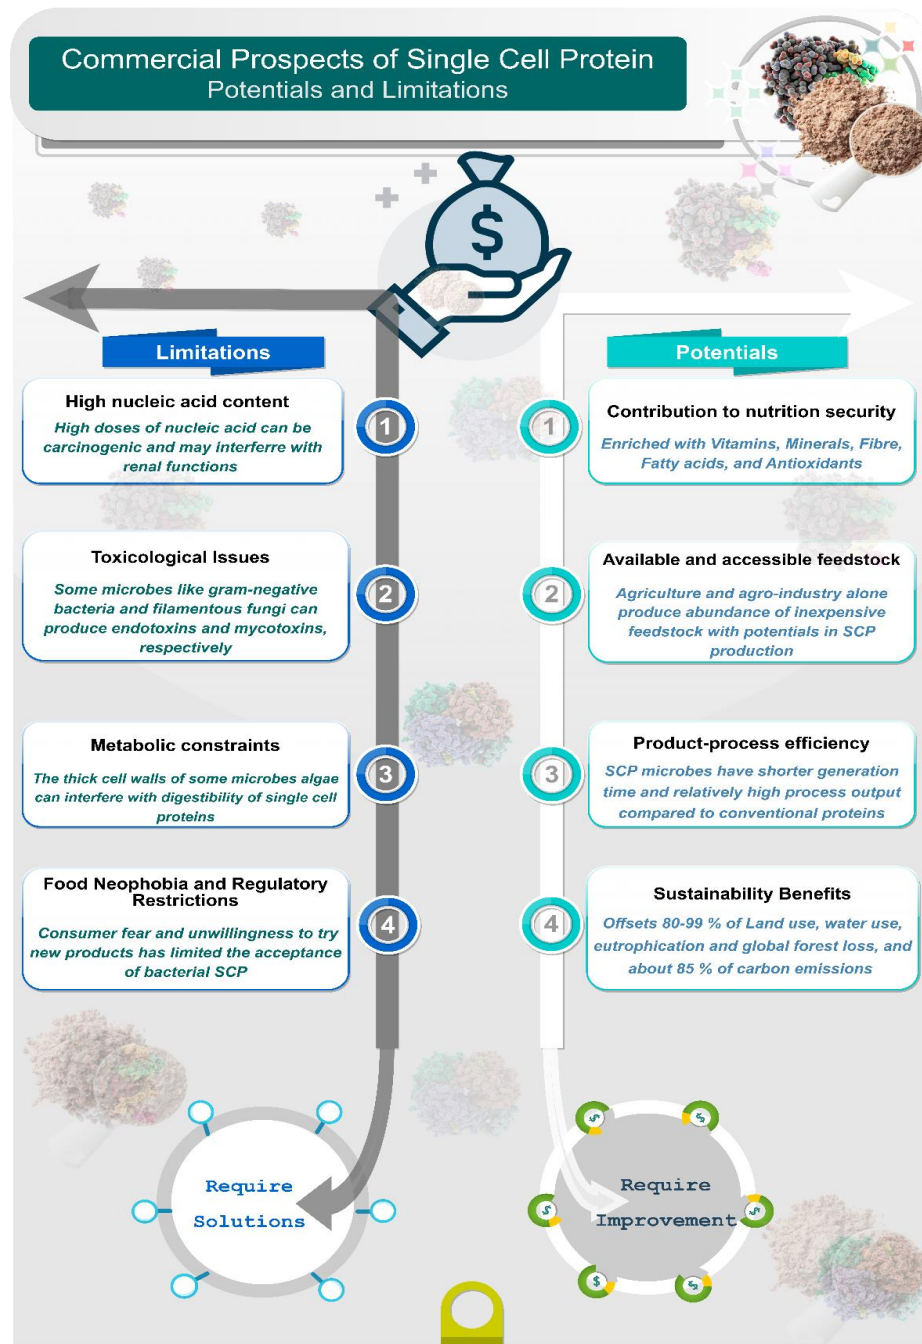 Commercial Prospects of Single Cell Protein
Potentials and Limitations
$
Limitations
High nucleic acid content
High doses of nucleic acid can be
carcinogenic and may interferre with
renal functions
1
Toxicological Issues
Some microbes like gram-negative
bacteria and filamentous fungi can
produce endotoxins and mycotoxins,
respectively
2
Metabolic constraints
The thick cell walls of some microbes algae
can interfere with digestibility of single cell
proteins
3
Food Neophobia and Regulatory
Restrictions
Consumer fear and unwillingness to try
new products has limited the acceptance
of bacterial SCP
4
Require
Solutions
Potentials
1
Contribution to nutrition security
Enriched with Vitamins, Minerals, Fibre,
Fatty acids, and Antioxidants
2
Available and accessible feedstock
Agriculture and agro-industry alone
produce abundance of inexpensive
feedstock with potentials in SCP
production
3
Product-process efficiency
SCP microbes have shorter generation
time and relatively high process output
compared to conventional proteins
4
Sustainability Benefits
Offsets 80-99 % of Land use, water use,
eutrophication and global forest loss, and
about 85 % of carbon emissions
Require
Improvement
$
$
$
$
$
$